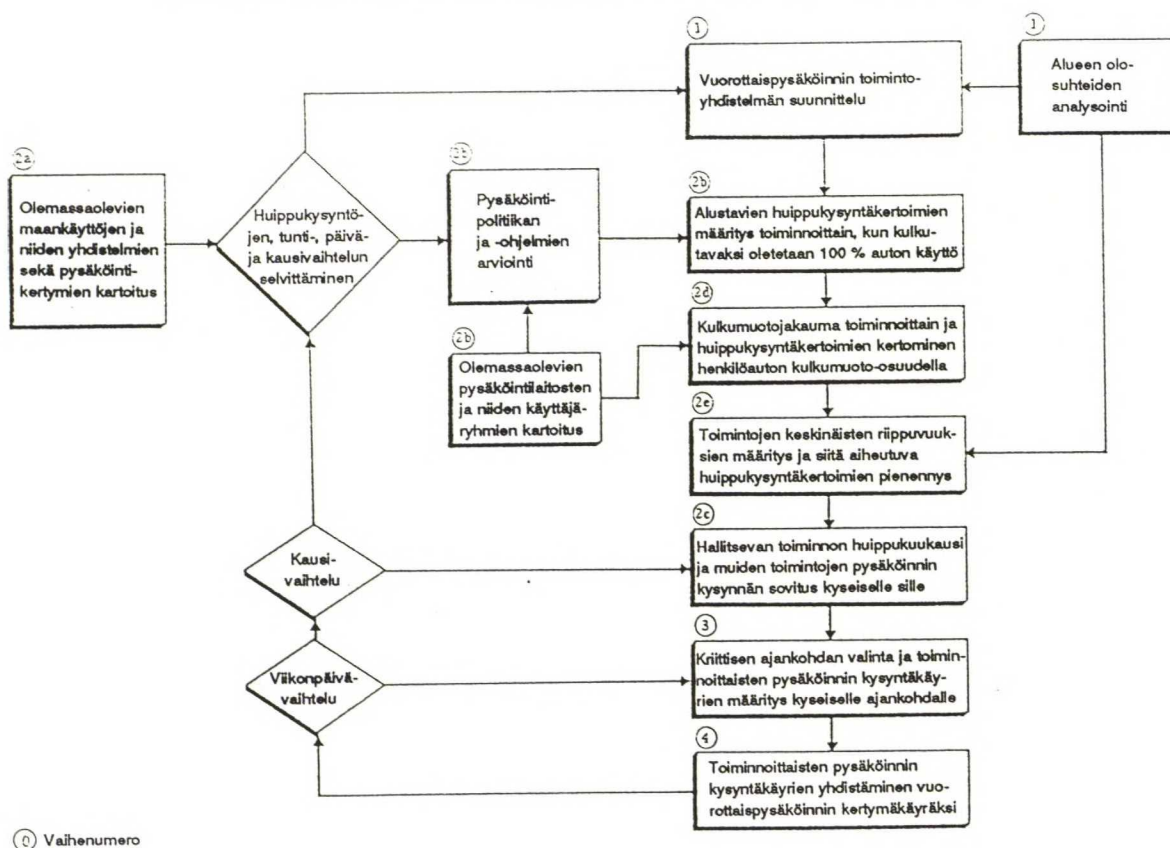 1
Vuorottaispysäköinnin toiminto-
yhdistelmän suunnittelu
1
Alueen olo-
suhteiden
analysointi
2a
Olemassaolevien
maankäyttöjen ja
niiden yhdistelmien
sekä pysäköinti-
kertymien kartoitus
Huippukysyntö-
jen, tunti-, päivä-
ja kausivaihtelun
selvittäminen
2b
Pysäköinti-
politiikan
ja -ohjelmien
arviointi
2b
Alustavien huippukysyntäkertoimien
määritys toiminnoittain, kun kulku-
tavaksi oletetaan 100 % auton käyttö
2b
Olemassaolevien
pysäköintilaitosten
ja niiden käyttäjä-
ryhmien kartoitus
2d
Kulkumuotojakauma toiminnoittain ja
huippukysyntäkertoimien kertominen
henkilöauton kulkumuoto-osuudella
2e
Toimintojen keskinäisten riippuvuuk-
sien määritys ja siitä aiheutuva
huippukysyntäkertoimien pienennys
2c
Hallitsevan toiminnon huippukuukausi
ja muiden toimintojen pysäköinnin
kysynnän sovitus kyseiselle sille
Kausi-
vaihtelu
3
Kriittisen ajankohdan valinta ja toimin-
noittaisten pysäköinnin kysyntäkäy-
rien määritys kyseiselle ajankohdalle
Viikonpäivä-
vaihtelu
4
Toiminnoittaisten pysäköinnin
kysyntäkäyrien yhdistäminen vuo-
rottaispysäköinnin kertymäkäyräksi
0 Vaihenumero